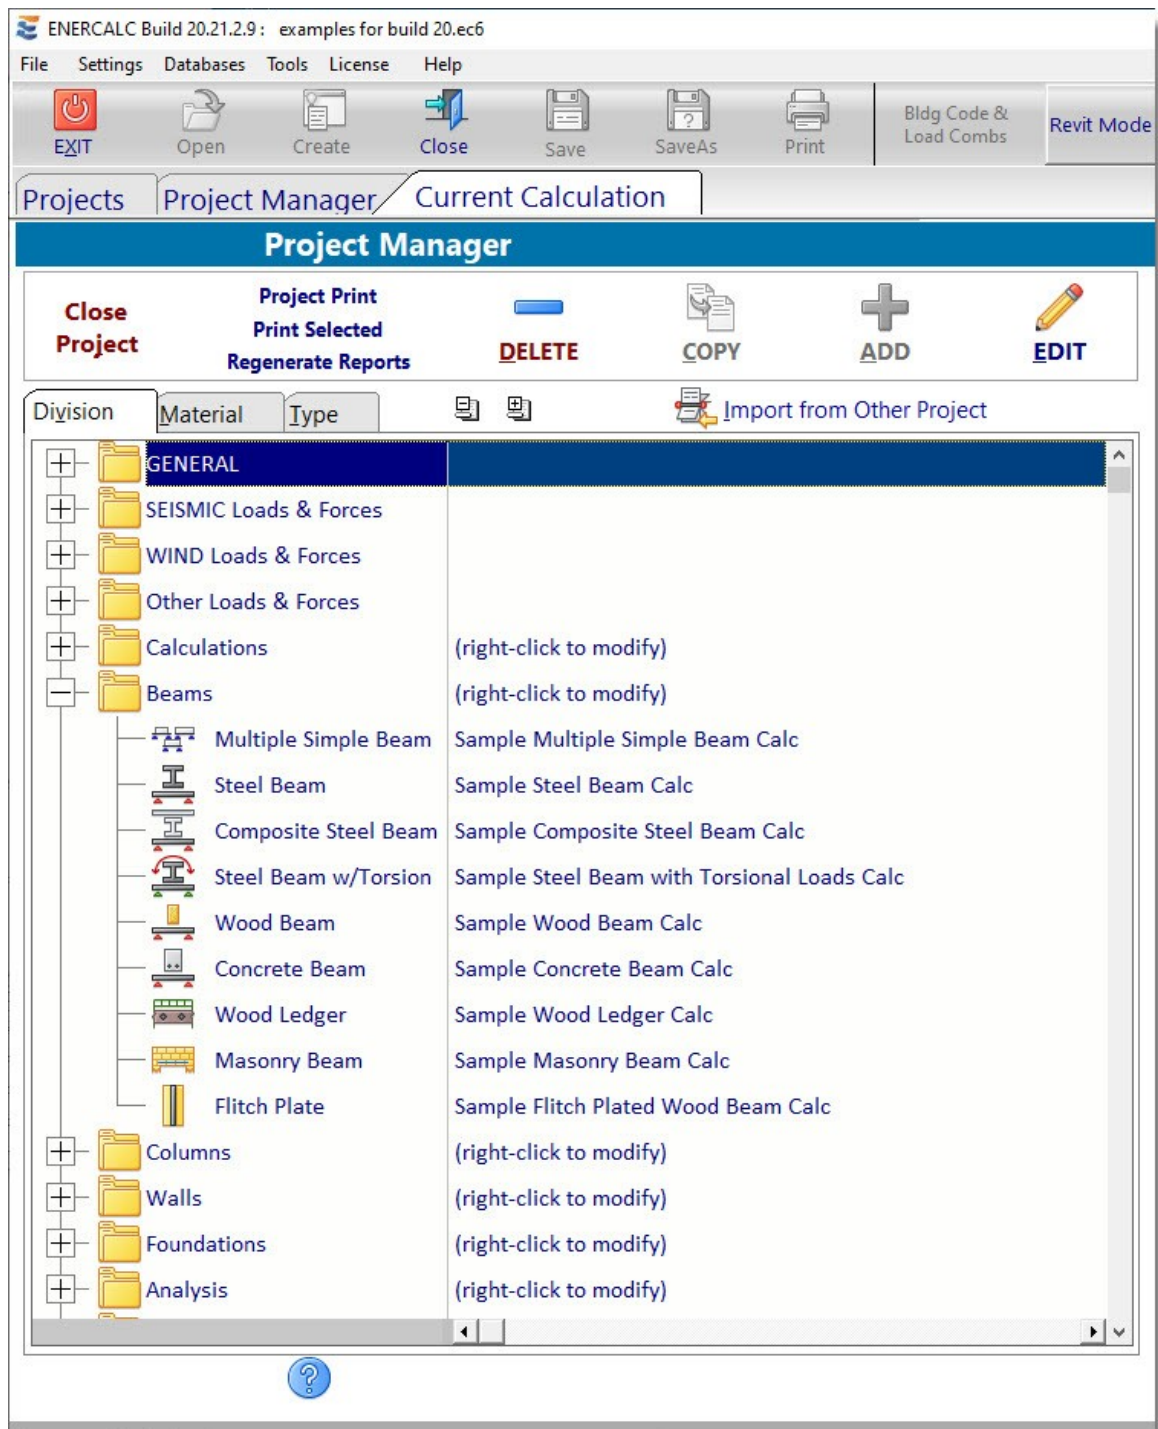 ENERCALC Build 20.21.2.9 : examples for build 20.ec6
File Settings Databases Tools License Help
EXIT Open Create Close Save SaveAs Print Bldg Code & Load Combs Revit Mode
Projects Project Manager Current Calculation
Project Manager
Close Project
Project Print
Print Selected
Regenerate Reports
DELETE COPY ADD EDIT
Division Material Type Import from Other Project
GENERAL
SEISMIC Loads & Forces
WIND Loads & Forces
Other Loads & Forces
Calculations (right-click to modify)
Beams (right-click to modify)
Multiple Simple Beam Sample Multiple Simple Beam Calc
Steel Beam Sample Steel Beam Calc
Composite Steel Beam Sample Composite Steel Beam Calc
Steel Beam w/Torsion Sample Steel Beam with Torsional Loads Calc
Wood Beam Sample Wood Beam Calc
Concrete Beam Sample Concrete Beam Calc
Wood Ledger Sample Wood Ledger Calc
Masonry Beam Sample Masonry Beam Calc
Flitch Plate Sample Flitch Plated Wood Beam Calc
Columns (right-click to modify)
Walls (right-click to modify)
Foundations (right-click to modify)
Analysis (right-click to modify)